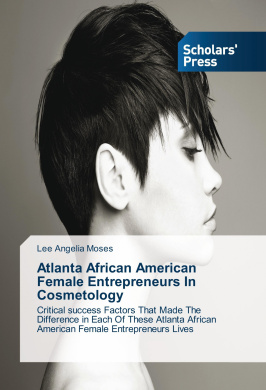 Scholars'
Press
Lee Angelia Moses
Atlanta African American
Female Entrepreneurs In
Cosmetology
Critical success Factors That Made The
Difference in Each Of These Atlanta African
American Female Entrepreneurs Lives